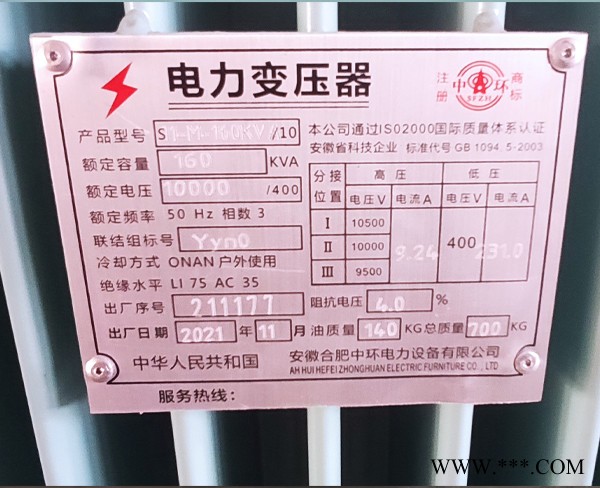 电力变压器
注册 中 环 商标
SFZH
产品型号 S11-M-160KV/10
本公司通过ISO2000国际质量体系认证
安徽省科技企业 标准代号 GB 1094. 5-2003
额定容量 160 KVA
额定电压 10000 /400
额定频率 50 Hz 相数 3
联结组标号 Yyn0
冷却方式 ONAN 户外使用
绝缘水平 LI 75 AC 35
分接位置 高 压 低 压
电压V 电流A 电压V 电流A
I 10500
II 10000 9.24 400 231.0
III 9500
出厂序号 211177 阻抗电压 4.0 %
出厂日期 2021 年 11 月 油质量 140 KG 总质量 700 KG
中华人民共和国 安徽合肥中环电力设备有限公司
AH HUI HEFEI ZHONGHUAN ELECTRIC FURNITURE CO., LTD
服务热线：
www.***.com